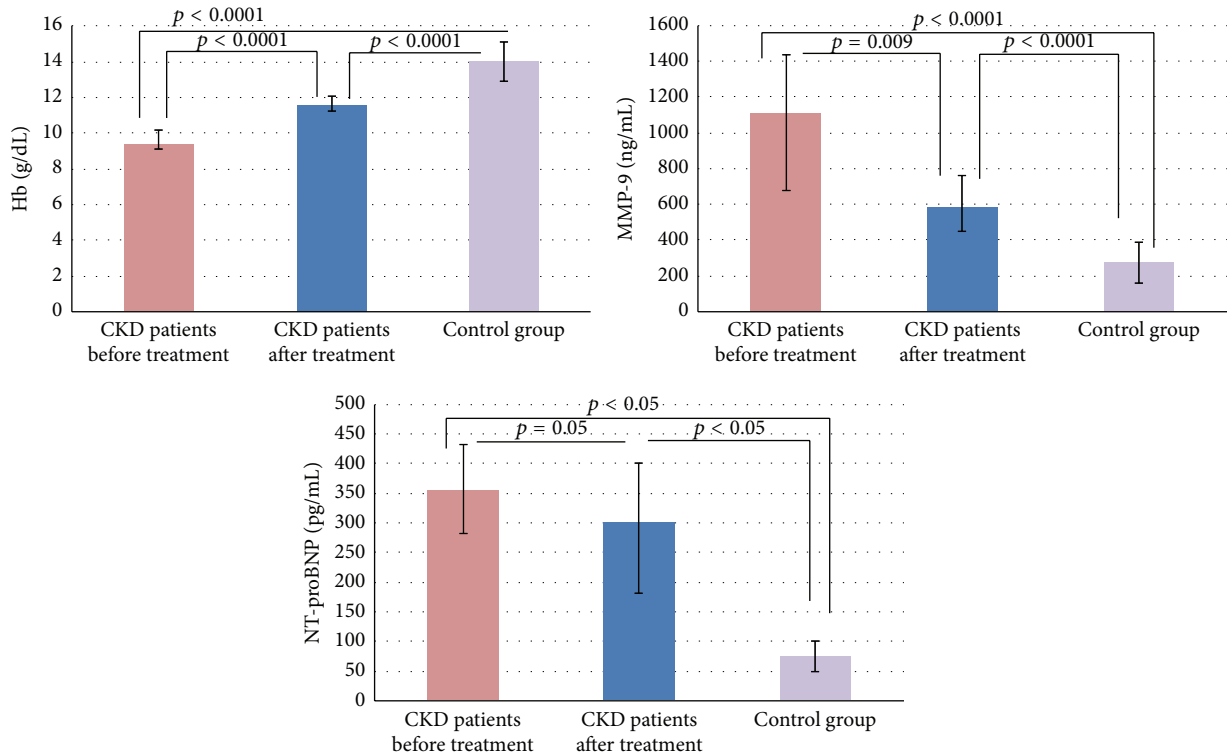 Hb (g/dL)
16
14
12
10
8
6
4
2
0
p < 0.0001
p < 0.0001
p < 0.0001
CKD patients
before treatment
CKD patients
after treatment
Control group
MMP-9 (ng/mL)
1600
1400
1200
1000
800
600
400
200
0
p < 0.0001
p = 0.009
p < 0.0001
CKD patients
before treatment
CKD patients
after treatment
Control group
NT-proBNP (pg/mL)
500
450
400
350
300
250
200
150
100
50
0
p < 0.05
p = 0.05
p < 0.05
CKD patients
before treatment
CKD patients
after treatment
Control group